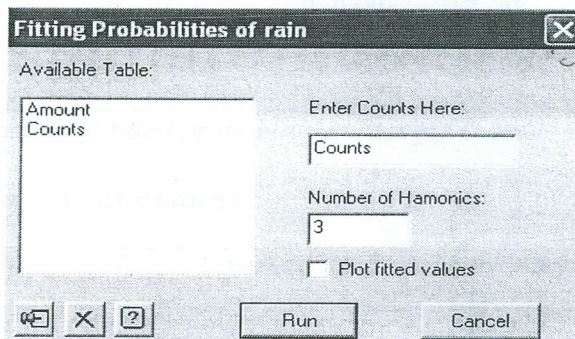 Fitting Probabilities of rain
Available Table:
Amount
Counts
Enter Counts Here:
Counts
Number of Hamonics:
3
Plot fitted values
Run
Cancel